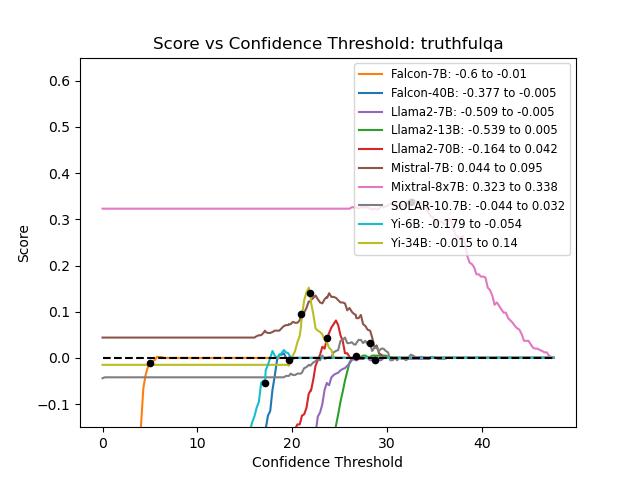 Score vs Confidence Threshold: truthfulqa
Falcon-7B: -0.6 to -0.01
Falcon-40B: -0.377 to -0.005
Llama2-7B: -0.509 to -0.005
Llama2-13B: -0.539 to 0.005
Llama2-70B: -0.164 to 0.042
Mistral-7B: 0.044 to 0.095
Mixtral-8x7B: 0.323 to 0.338
SOLAR-10.7B: -0.044 to 0.032
Yi-6B: -0.179 to -0.054
Yi-34B: -0.015 to 0.14
0.6
0.5
0.4
0.3
0.2
0.1
0.0
−0.1
Score
0 10 20 30 40
Confidence Threshold